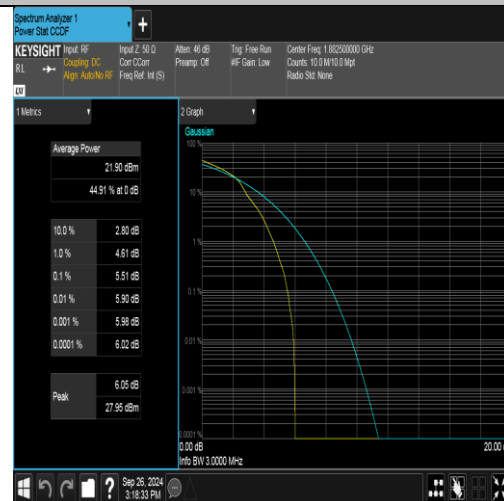 Spectrum Analyzer 1
Power Stat CCDF
+
KEYSIGHT
RL
Input: RF
Coupling: DC
Align: Auto/No RF
Input Z: 50 Ω
Corr CCorr
Freq Ref: Int (S)
Atten: 46 dB
Preamp: Off
Trig: Free Run
#IF Gain: Low
Center Freq: 1.882500000 GHz
Counts: 10.0 M/10.0 Mpt
Radio Std: None
LXI
1 Metrics
Average Power
21.90 dBm
44.91 % at 0 dB
10.0 % 2.80 dB
1.0 % 4.61 dB
0.1 % 5.51 dB
0.01 % 5.90 dB
0.001 % 5.98 dB
0.0001 % 6.02 dB
Peak
6.05 dB
27.95 dBm
2 Graph
Gaussian
100 %
10 %
1 %
0.1 %
0.01 %
0.001 %
0.0001 %
0.00 dB
20.00
Info BW 3.0000 MHz
?
Sep 26, 2024
3:18:33 PM